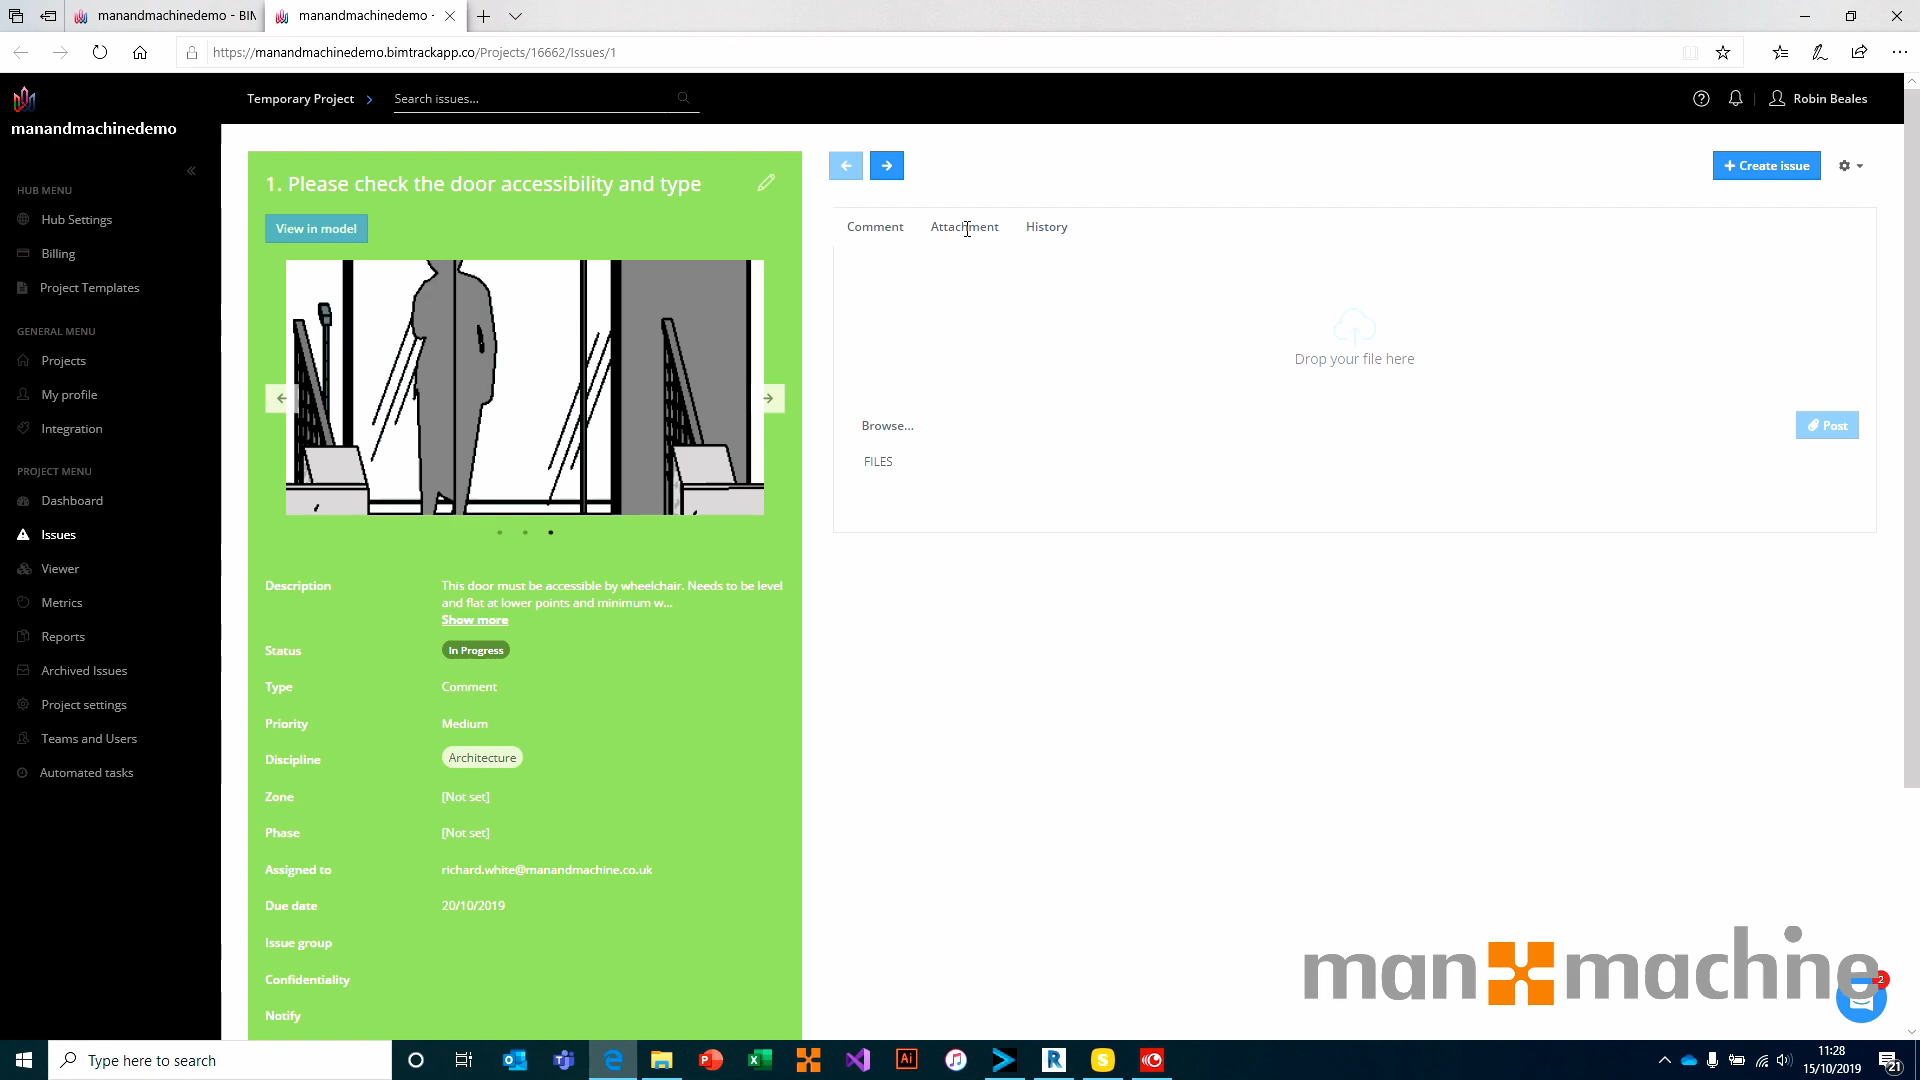 manandmachinedemo - BIM
manandmachinedemo -
https://manandmachinedemo.bimtrackapp.co/Projects/16662/Issues/1
manandmachinedemo
Temporary Project
Search issues...
Robin Beales
HUB MENU
Hub Settings
Billing
Project Templates
GENERAL MENU
Projects
My profile
Integration
PROJECT MENU
Dashboard
Issues
Viewer
Metrics
Reports
Archived Issues
Project settings
Teams and Users
Automated tasks
1. Please check the door accessibility and type
View in model
Description
This door must be accessible by wheelchair. Needs to be level
and flat at lower points and minimum w...
Show more
Status
In Progress
Type
Comment
Priority
Medium
Discipline
Architecture
Zone
[Not set]
Phase
[Not set]
Assigned to
richard.white@manandmachine.co.uk
Due date
20/10/2019
Issue group
Confidentiality
Notify
Create issue
Comment
Attachment
History
Drop your file here
Browse...
Post
FILES
man machine
2
Type here to search
11:28
15/10/2019
21